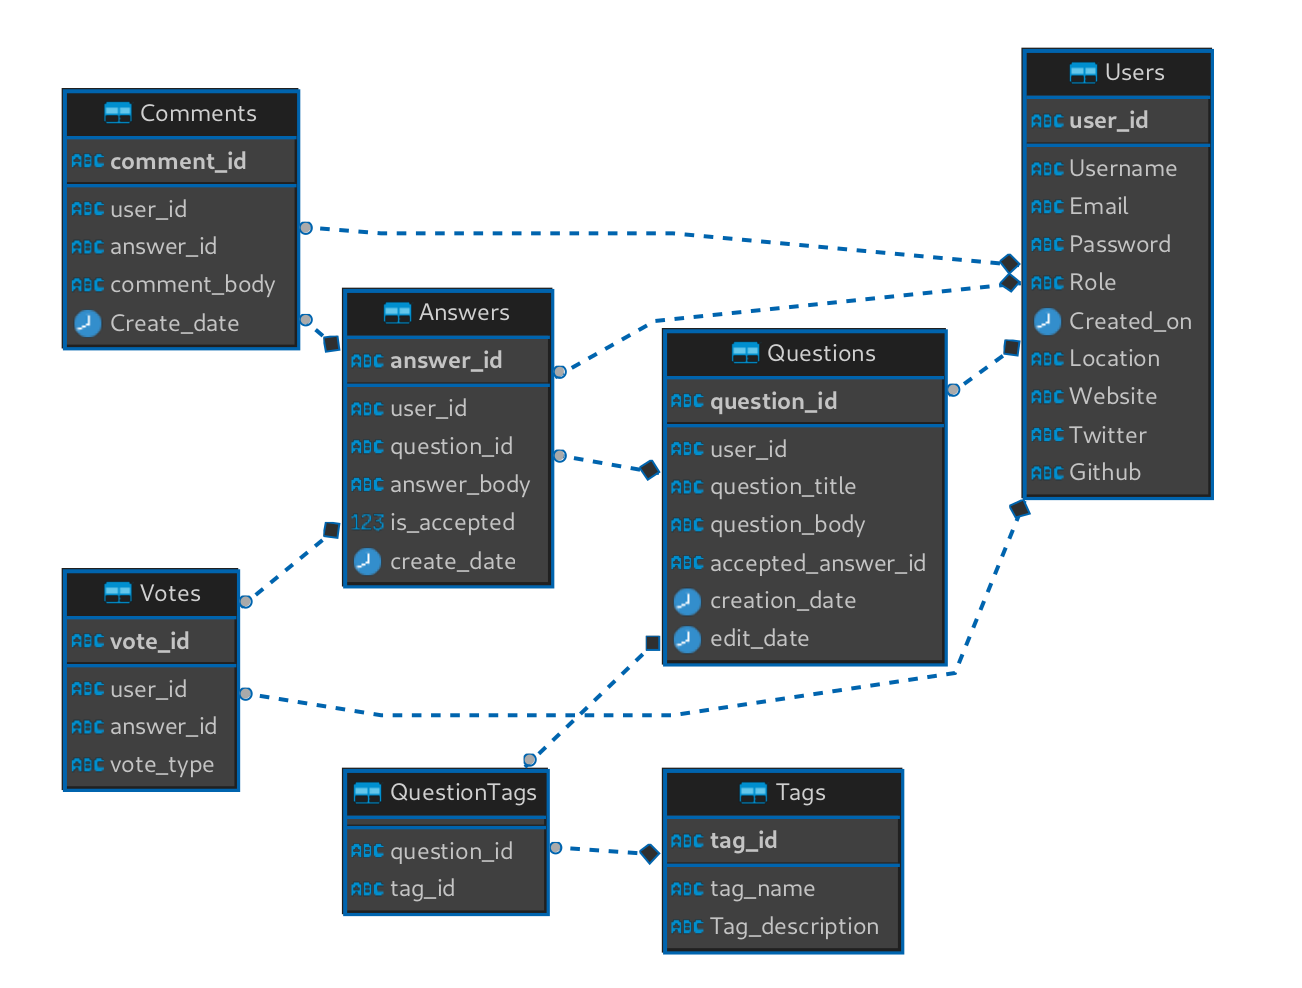 Comments
ABC comment_id
ABC user_id
ABC answer_id
ABC comment_body
Create_date
Answers
ABC answer_id
ABC user_id
ABC question_id
ABC answer_body
123 is_accepted
create_date
Questions
ABC question_id
ABC user_id
ABC question_title
ABC question_body
ABC accepted_answer_id
creation_date
edit_date
Users
ABC user_id
ABC Username
ABC Email
ABC Password
ABC Role
Created_on
ABC Location
ABC Website
ABC Twitter
ABC Github
Votes
ABC vote_id
ABC user_id
ABC answer_id
ABC vote_type
QuestionTags
ABC question_id
ABC tag_id
Tags
ABC tag_id
ABC tag_name
ABC Tag_description